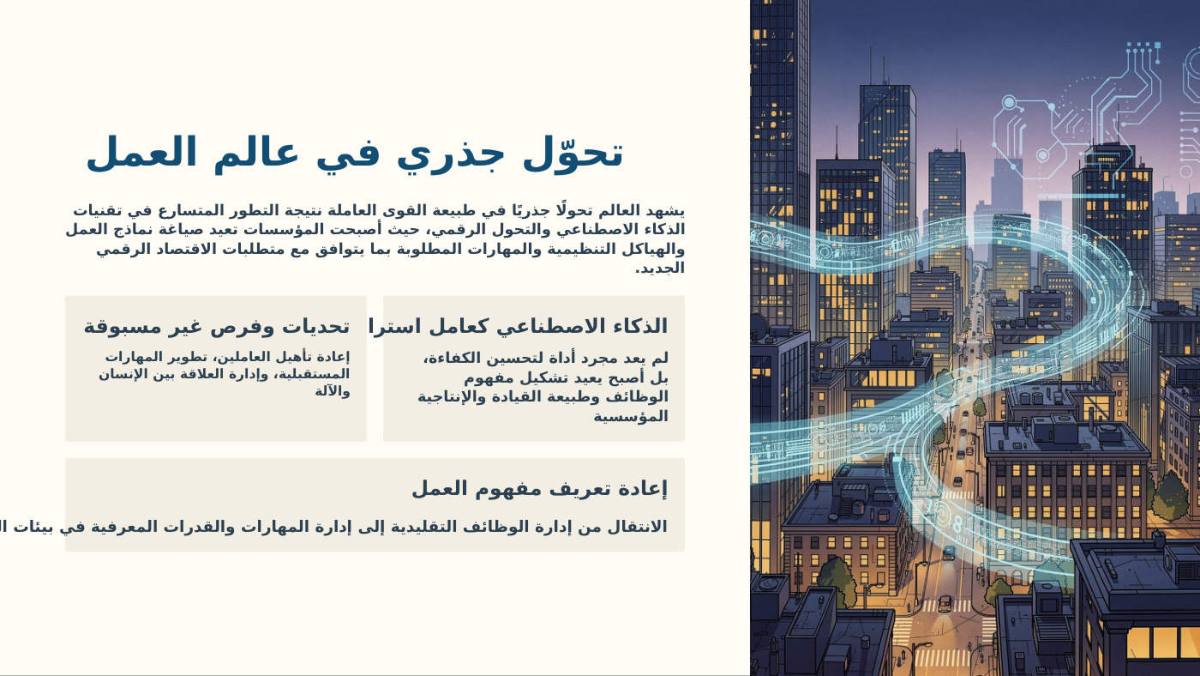 تحوّل جذري في عالم العمل
يشهد العالم تحولًا جذريًا في طبيعة القوى العاملة نتيجة التطور المتسارع في تقنيات
الذكاء الاصطناعي والتحول الرقمي، حيث أصبحت المؤسسات تعيد صياغة نماذج العمل
والهياكل التنظيمية والمهارات المطلوبة بما يتوافق مع متطلبات الاقتصاد الرقمي
الجديد.
الذكاء الاصطناعي كعامل
لم يعد مجرد أداة لتحسين الكفاءة،
بل أصبح يعيد تشكيل مفهوم
الوظائف وطبيعة القيادة والإنتاجية
المؤسسية
تحديات وفرص غير مسبوقة
إعادة تأهيل العاملين، تطوير المهارات
المستقبلية، وإدارة العلاقة بين الإنسان
والآلة
إعادة تعريف مفهوم العمل
الانتقال من إدارة الوظائف التقليدية إلى إدارة المهارات والقدرات المعرفية في بيئات